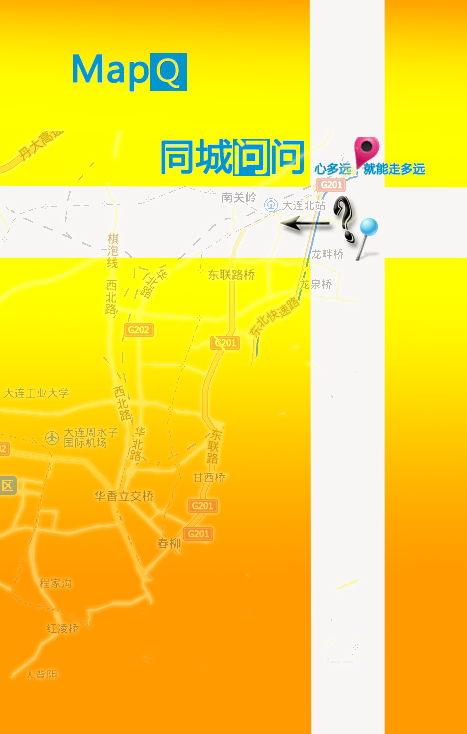 MapQ
丹大高速
同城问问
心多远 就能走多远
G201
南关岭
大连北站
棋泡线
龙畔桥
东联路桥
西北路
龙泉桥
东北快速路
G202
G201
大连工业大学
西北路
东联路
华北路
大连周水子
国际机场
甘西桥
区
华香立交桥
G201
G201
春柳
程家沟
红凌桥